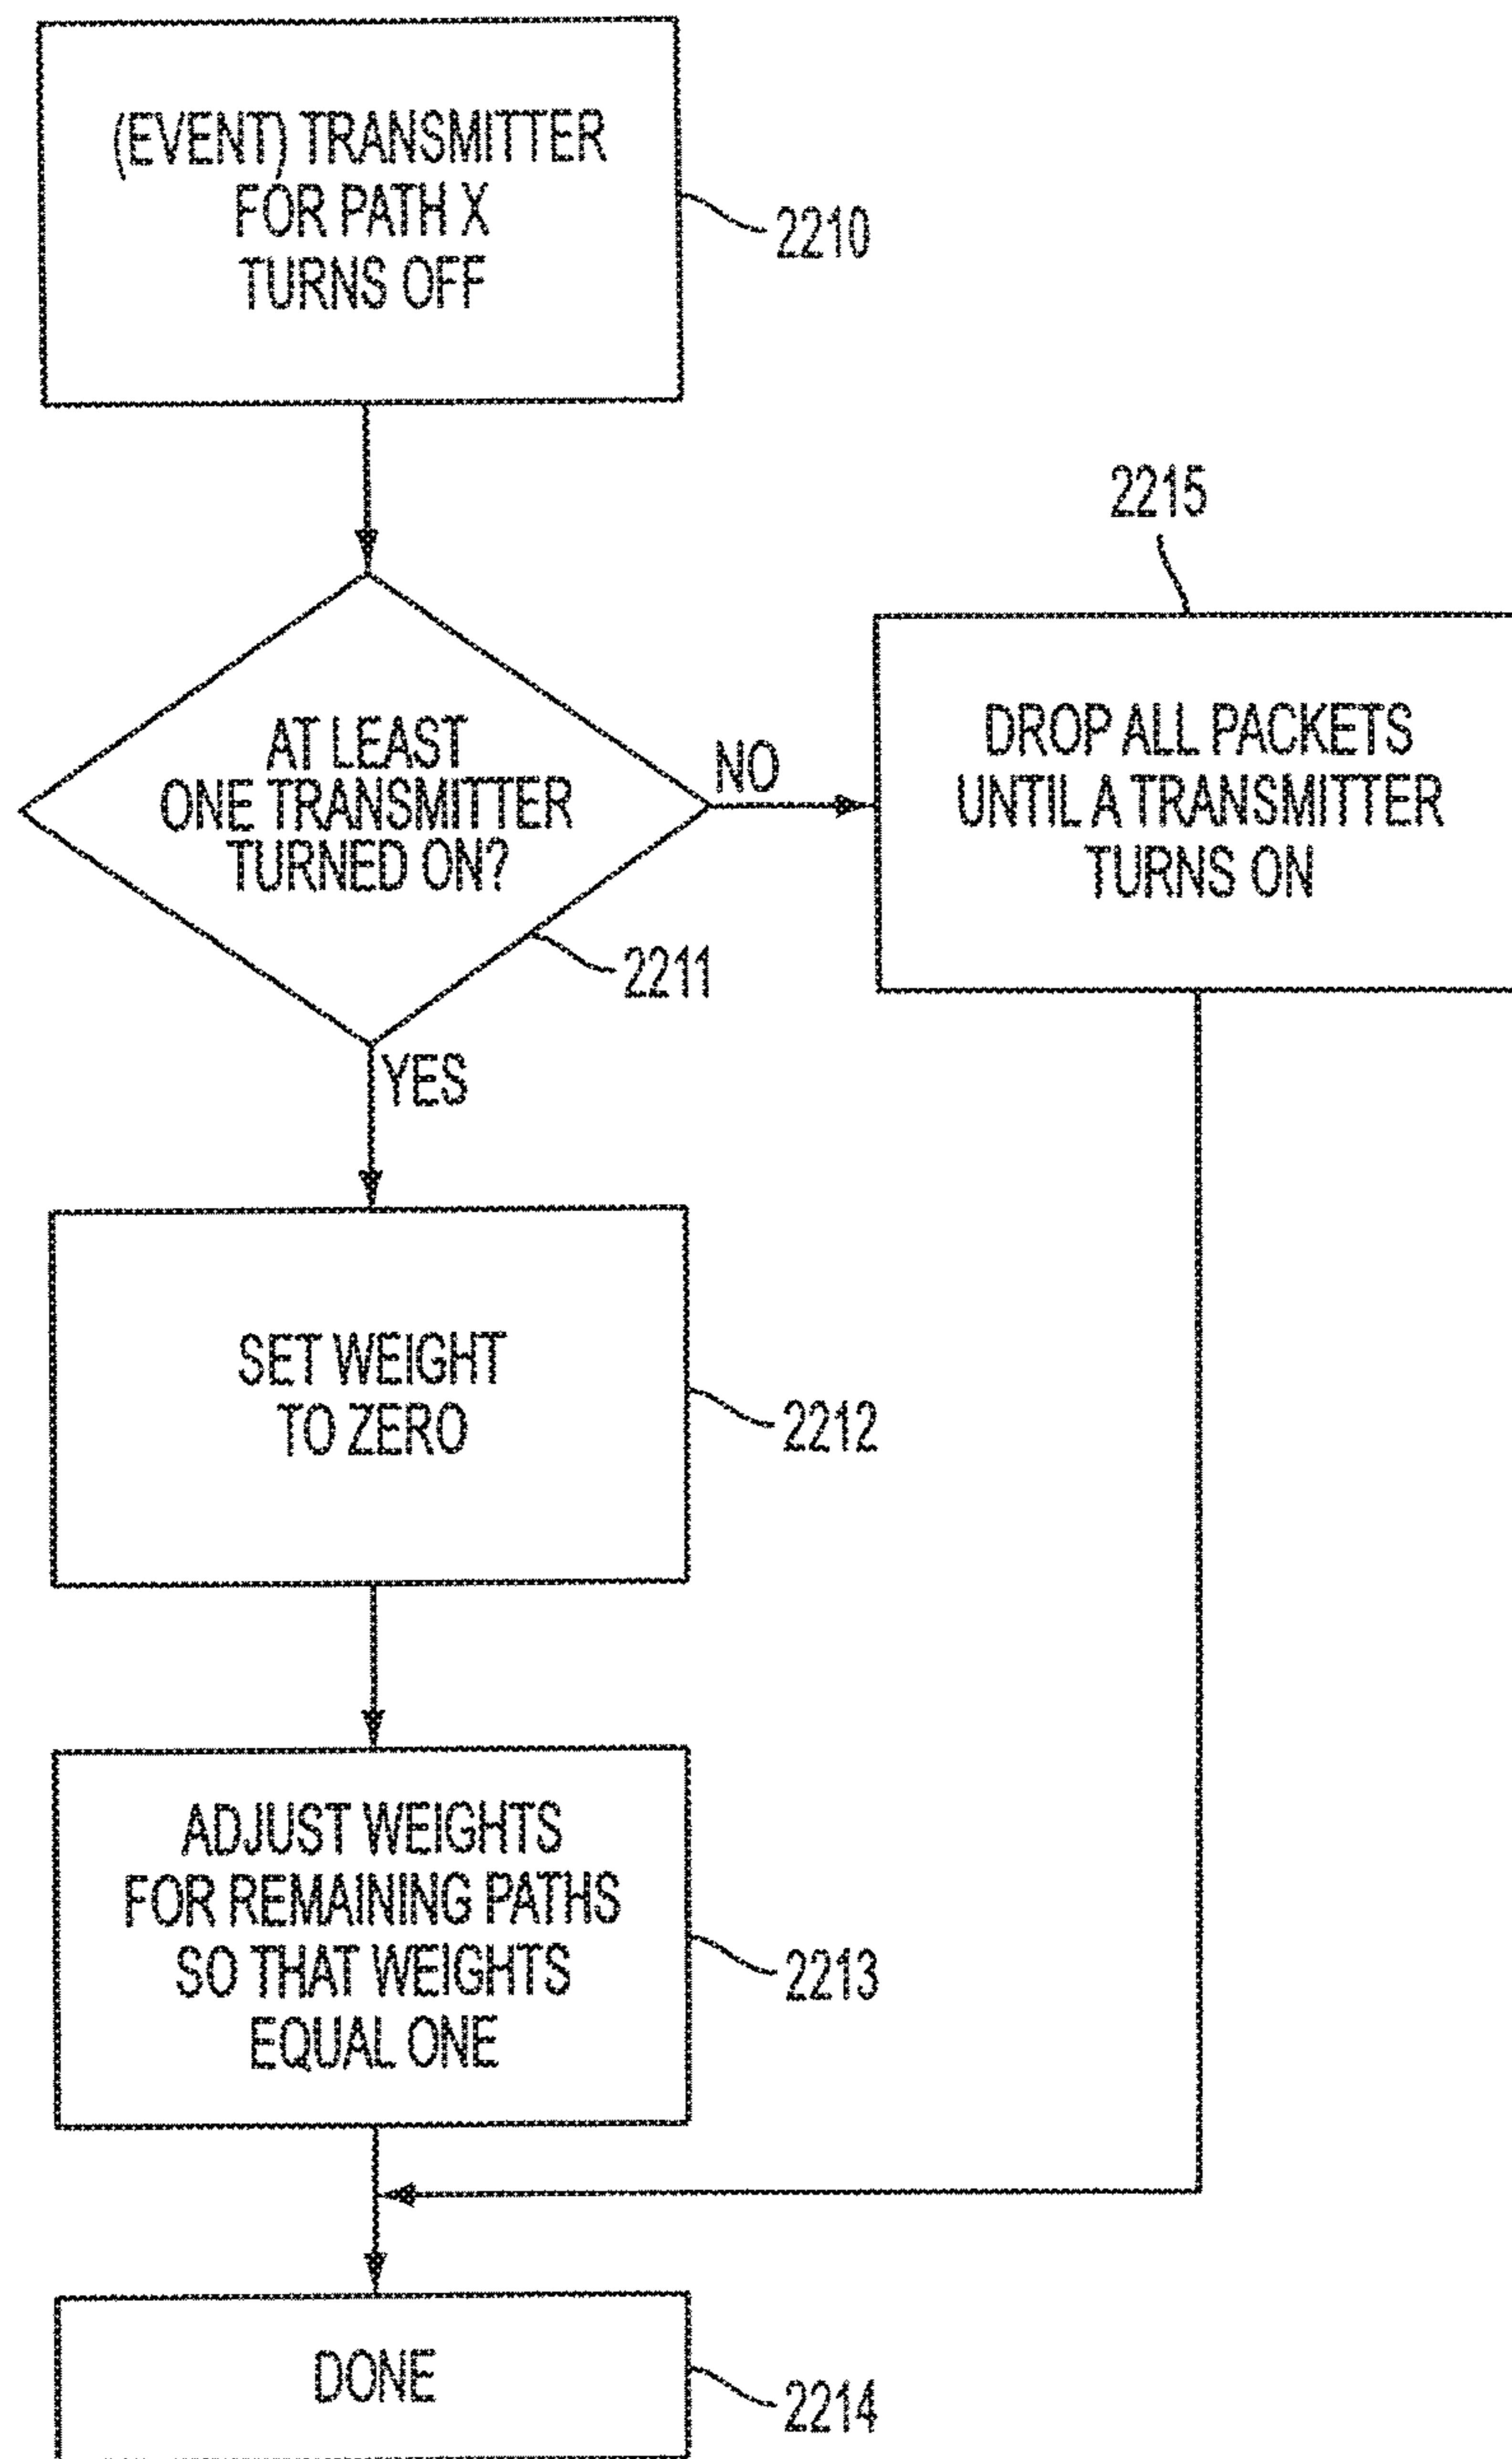 (EVENT) TRANSMITTER
FOR PATH X
TURNS OFF
2210
2215
AT LEAST
ONE TRANSMITTER
TURNED ON?
NO
DROP ALL PACKETS
UNTIL A TRANSMITTER
TURNS ON
2211
YES
SET WEIGHT
TO ZERO
2212
ADJUST WEIGHTS
FOR REMAINING PATHS
SO THAT WEIGHTS
EQUAL ONE
2213
DONE
2214